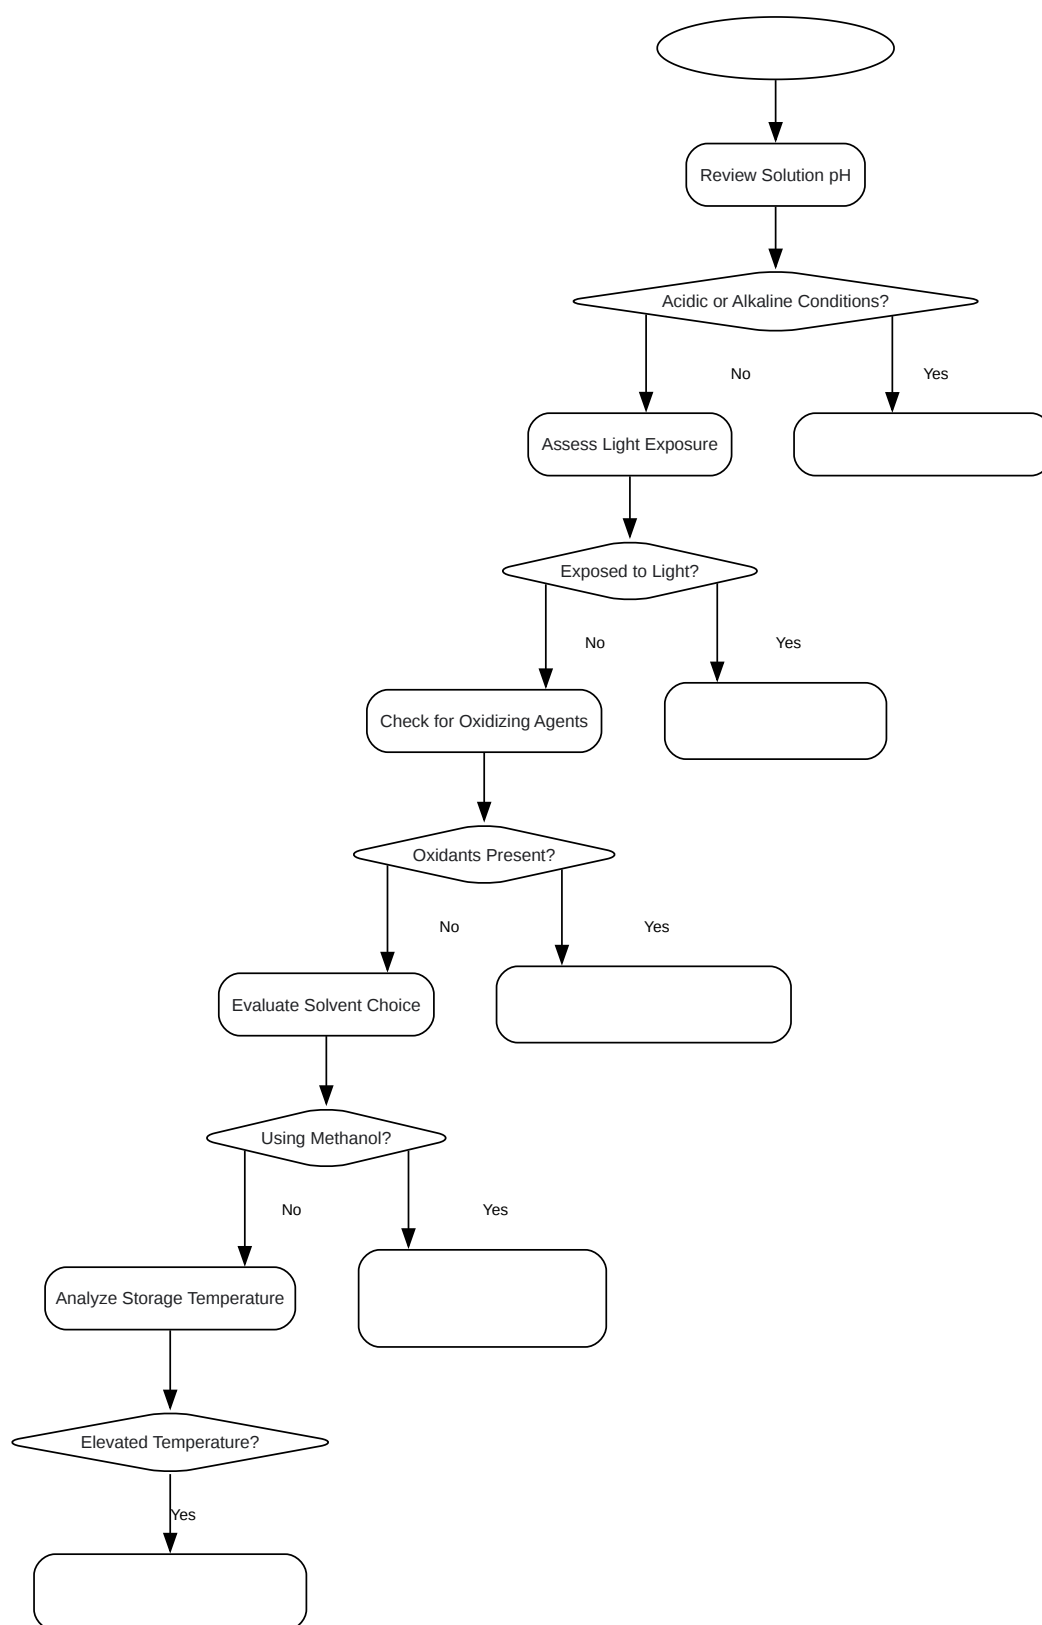 Review Solution pH
Acidic or Alkaline Conditions?
No
Yes
Assess Light Exposure
Exposed to Light?
No
Yes
Check for Oxidizing Agents
Oxidants Present?
No
Yes
Evaluate Solvent Choice
Using Methanol?
No
Yes
Analyze Storage Temperature
Elevated Temperature?
Yes